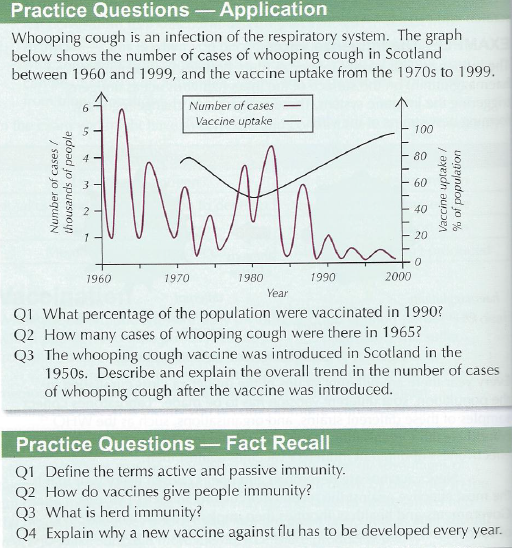 Practice Questions — Application
Whooping cough is an infection of the respiratory system. The graph
below shows the number of cases of whooping cough in Scotland
between 1960 and 1999, and the vaccine uptake from the 1970s to 1999.
Number of cases
Vaccine uptake
Number of cases /
thousands of people
6
5
4
3
2
1
100
80
60
40
20
0
Vaccine uptake /
% of population
1960
1970
1980
1990
2000
Year
Q1 What percentage of the population were vaccinated in 1990?
Q2 How many cases of whooping cough were there in 1965?
Q3 The whooping cough vaccine was introduced in Scotland in the
1950s. Describe and explain the overall trend in the number of cases
of whooping cough after the vaccine was introduced.
Practice Questions — Fact Recall
Q1 Define the terms active and passive immunity.
Q2 How do vaccines give people immunity?
Q3 What is herd immunity?
Q4 Explain why a new vaccine against flu has to be developed every year.